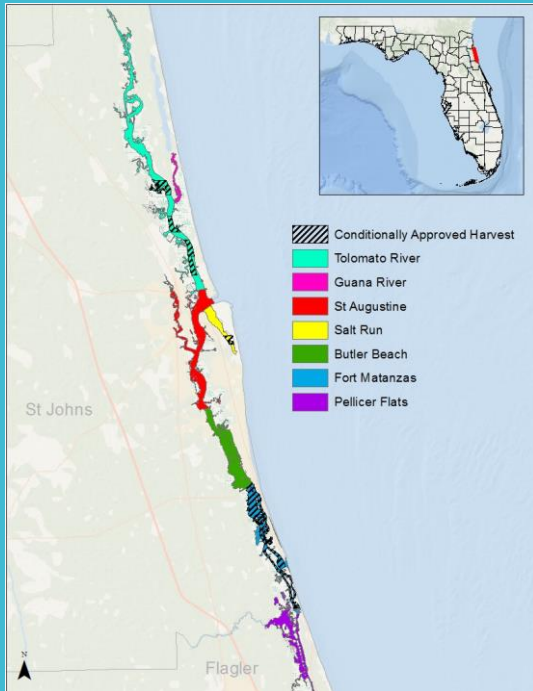 Conditionally Approved Harvest
Tolomato River
Guana River
St Augustine
Salt Run
Butler Beach
Fort Matanzas
Pellicer Flats
St Johns
Flagler
N